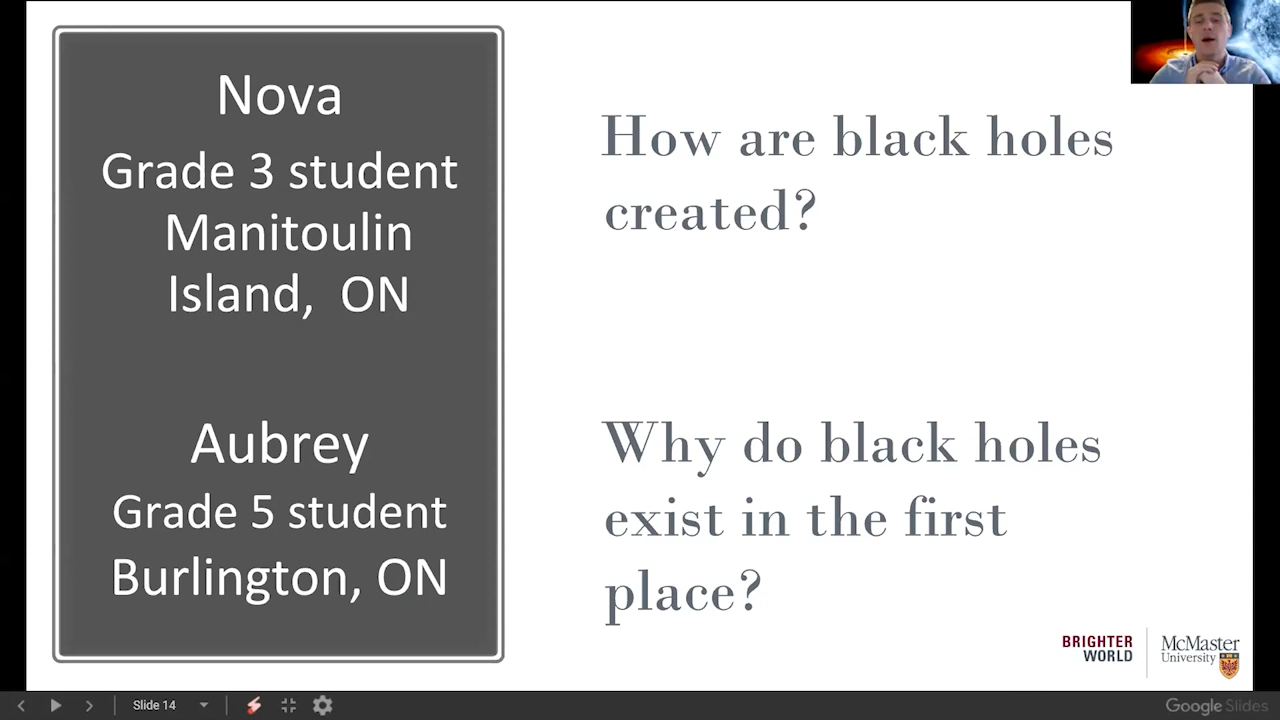 Nova
Grade 3 student
Manitoulin
Island, ON
Aubrey
Grade 5 student
Burlington, ON
How are black holes
created?
Why do black holes
exist in the first
place?
BRIGHTER
WORLD
McMaster
University
Slide 14
Google Slides